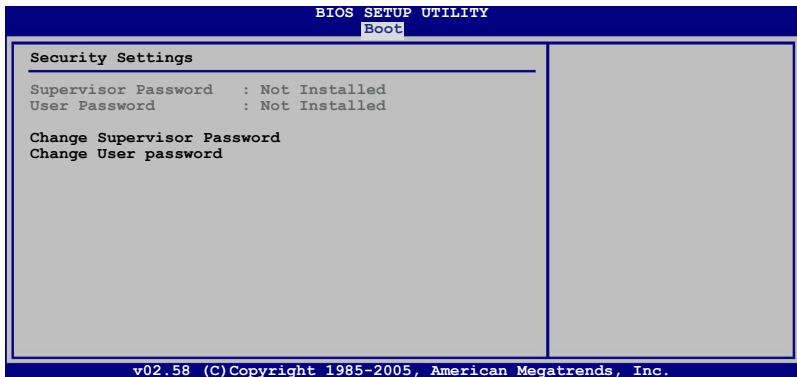 BIOS SETUP UTILITY
Boot
Security Settings
Supervisor Password : Not Installed
User Password : Not Installed
Change Supervisor Password
Change User password
v02.58 (C)Copyright 1985-2005, American Megatrends, Inc.